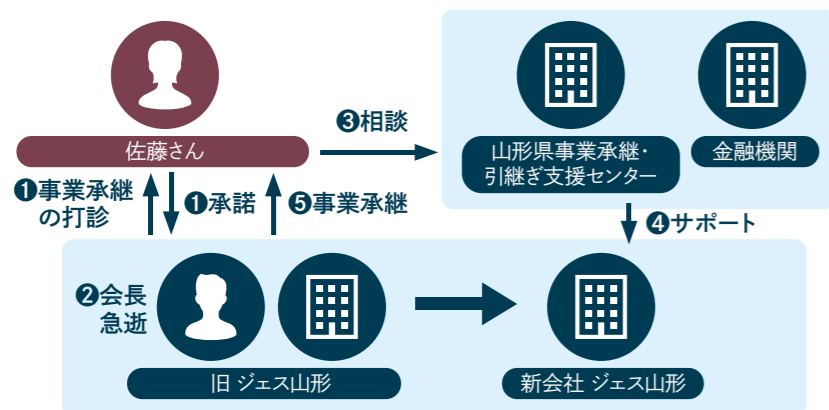 佐藤さん
❸相談
山形県事業承継・
引継ぎ支援センター
金融機関
❶事業承継
の打診
❶承諾
❺事業承継
❹サポート
❷会長
急逝
旧 ジェス山形
新会社 ジェス山形